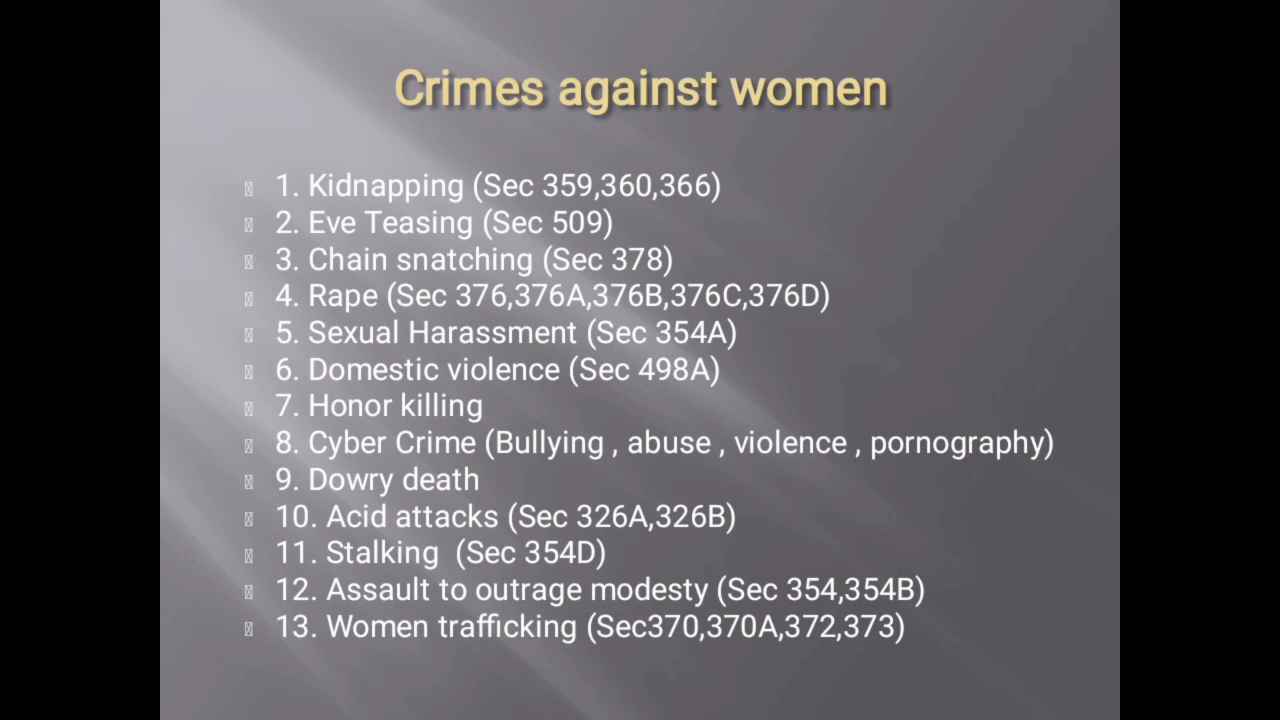 Crimes against women
1. Kidnapping (Sec 359,360,366)
2. Eve Teasing (Sec 509)
3. Chain snatching (Sec 378)
4. Rape (Sec 376,376A,376B,376C,376D)
5. Sexual Harassment (Sec 354A)
6. Domestic violence (Sec 498A)
7. Honor killing
8. Cyber Crime (Bullying , abuse , violence , pornography)
9. Dowry death
10. Acid attacks (Sec 326A,326B)
11. Stalking  (Sec 354D)
12. Assault to outrage modesty (Sec 354,354B)
13. Women trafficking (Sec370,370A,372,373)